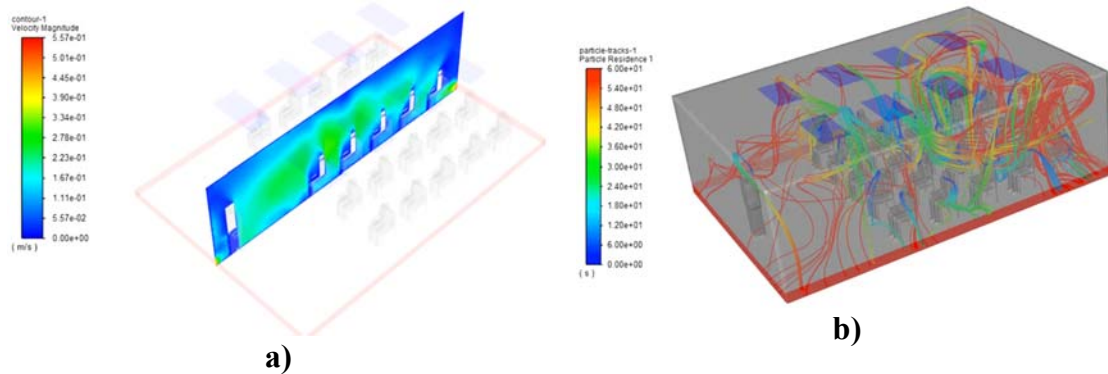 contour-1
Velocity Magnitude
5.57e-01
5.01e-01
4.45e-01
3.90e-01
3.34e-01
2.78e-01
2.23e-01
1.67e-01
1.11e-01
5.57e-02
0.00e+00
( m/s )
a)
particle-tracks-1
Particle Residence 1
6.00e+01
5.40e+01
4.80e+01
4.20e+01
3.60e+01
3.00e+01
2.40e+01
1.80e+01
1.20e+01
6.00e+00
0.00e+00
( s )
b)